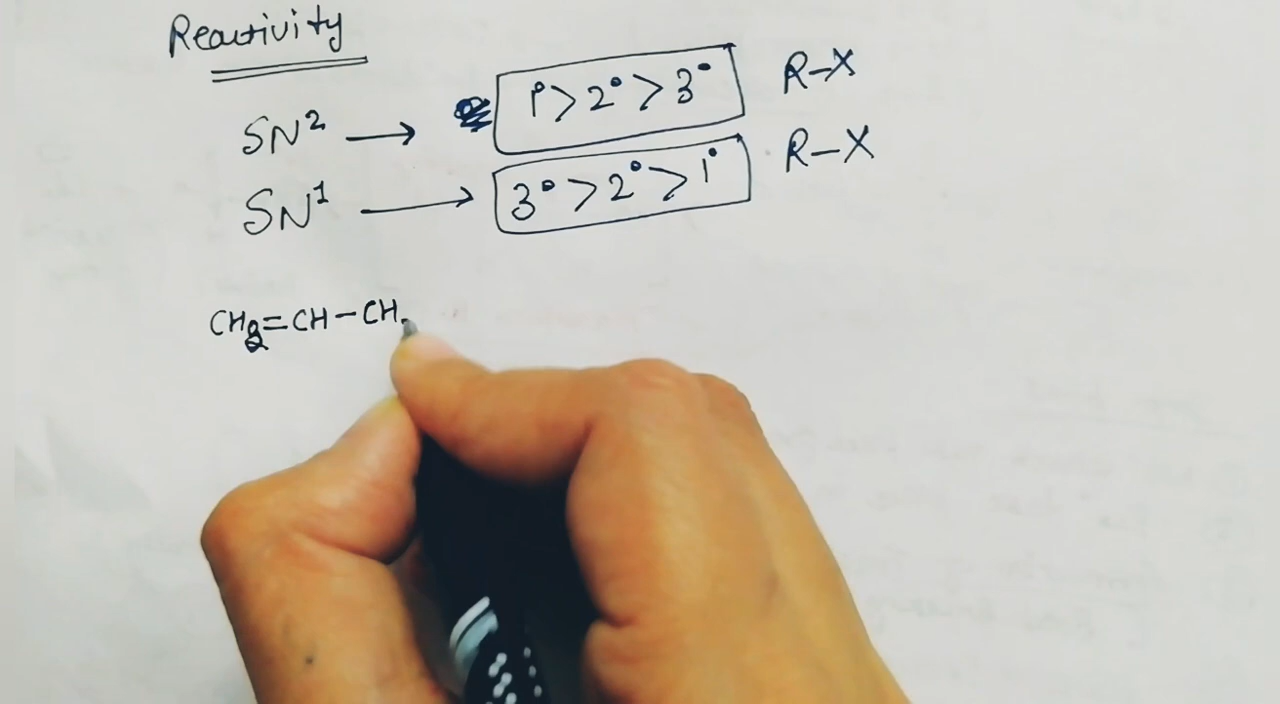 Reactivity
SN² → 1° > 2° > 3° R-X
SN¹ → 3° > 2° > 1° R-X
CH₂=CH-CH